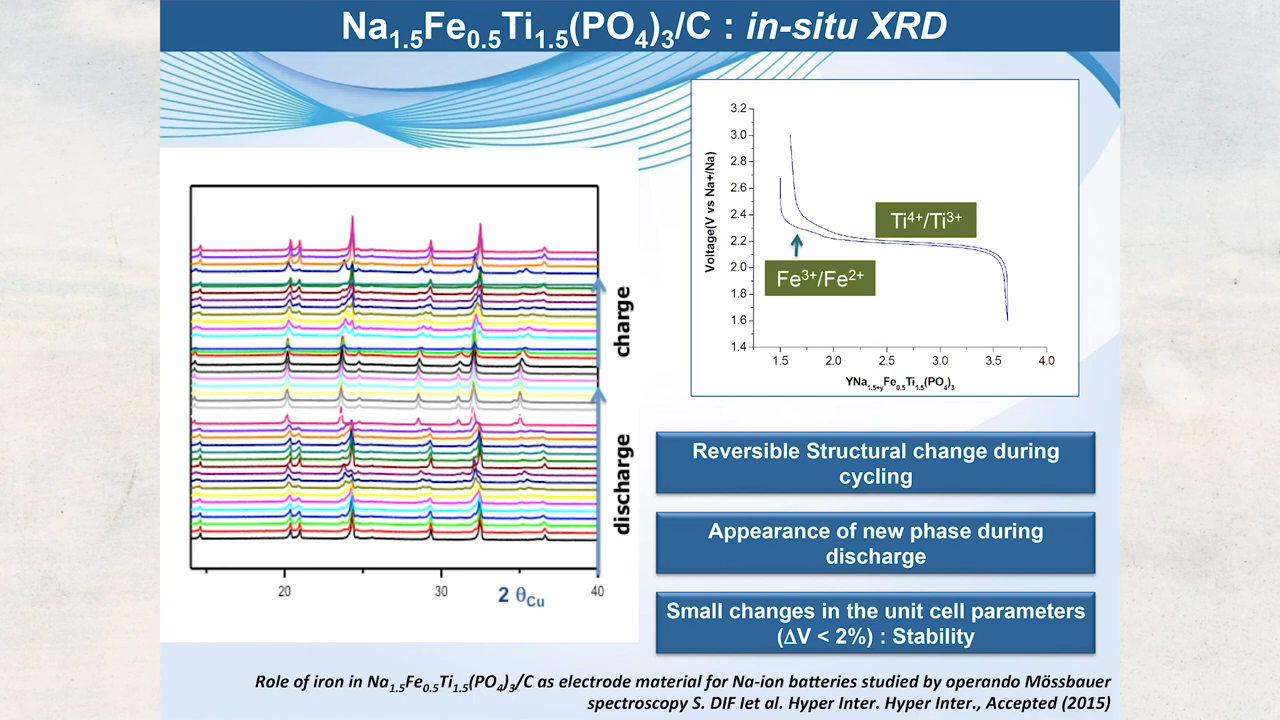 Na1.5Fe0.5Ti1.5(PO4)3/C : in-situ XRD
charge
discharge
20
30
40
2 θCu
3.2
3.0
2.8
2.6
2.4
2.2
2.0
1.8
1.6
1.4
Voltage(V vs Na+/Na)
Ti4+/Ti3+
Fe3+/Fe2+
1.5
2.0
2.5
3.0
3.5
4.0
YNa1.5+yFe0.5Ti1.5(PO4)3
Reversible Structural change during
cycling
Appearance of new phase during
discharge
Small changes in the unit cell parameters
(ΔV < 2%) : Stability
Role of iron in Na1.5Fe0.5Ti1.5(PO4)3/C as electrode material for Na-ion batteries studied by operando Mössbauer
spectroscopy S. DIF Iet al. Hyper Inter. Hyper Inter., Accepted (2015)